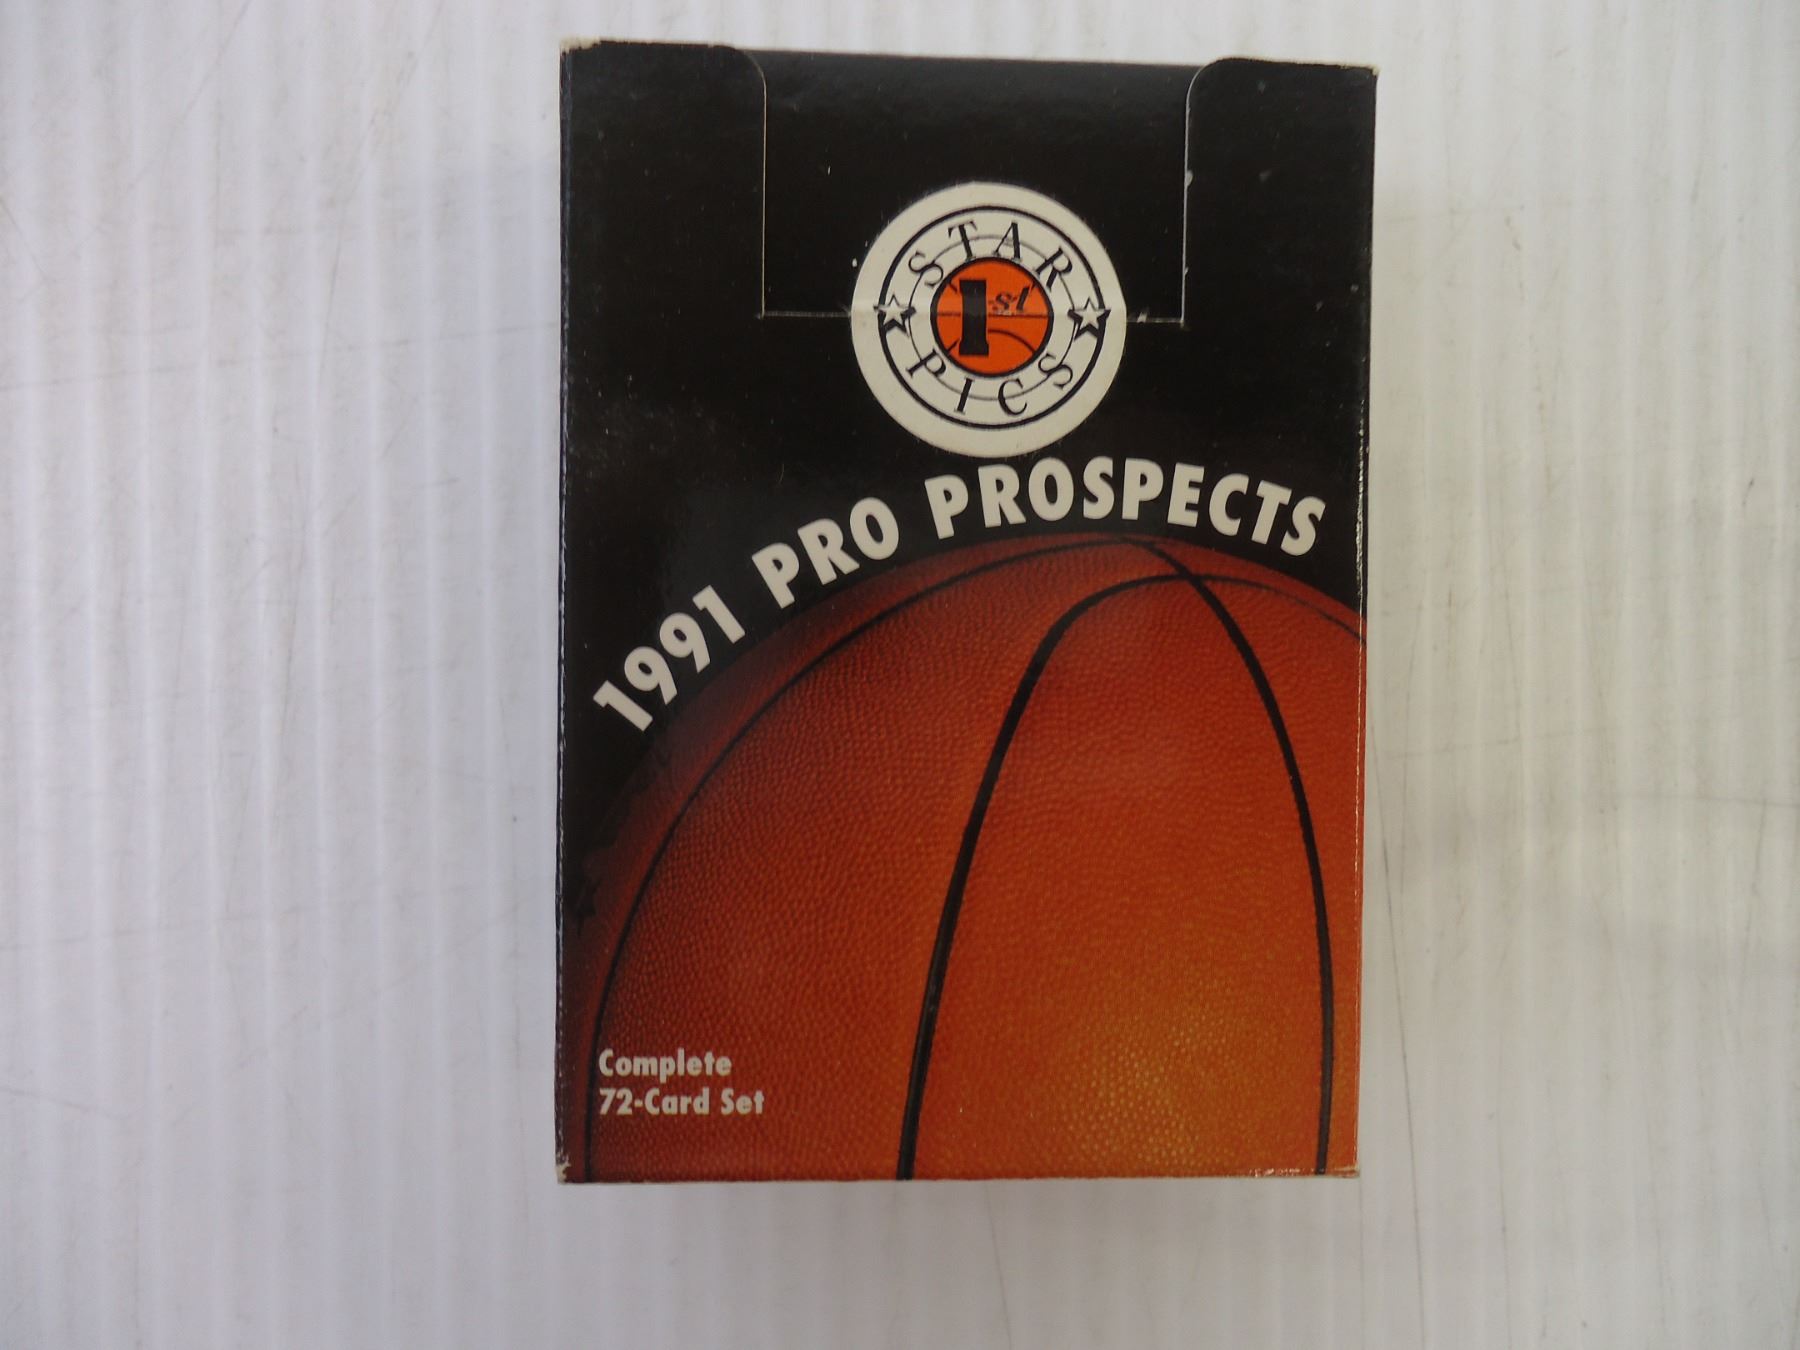 STAR
1st
PICS
1991 PRO PROSPECTS
Complete
72-Card Set